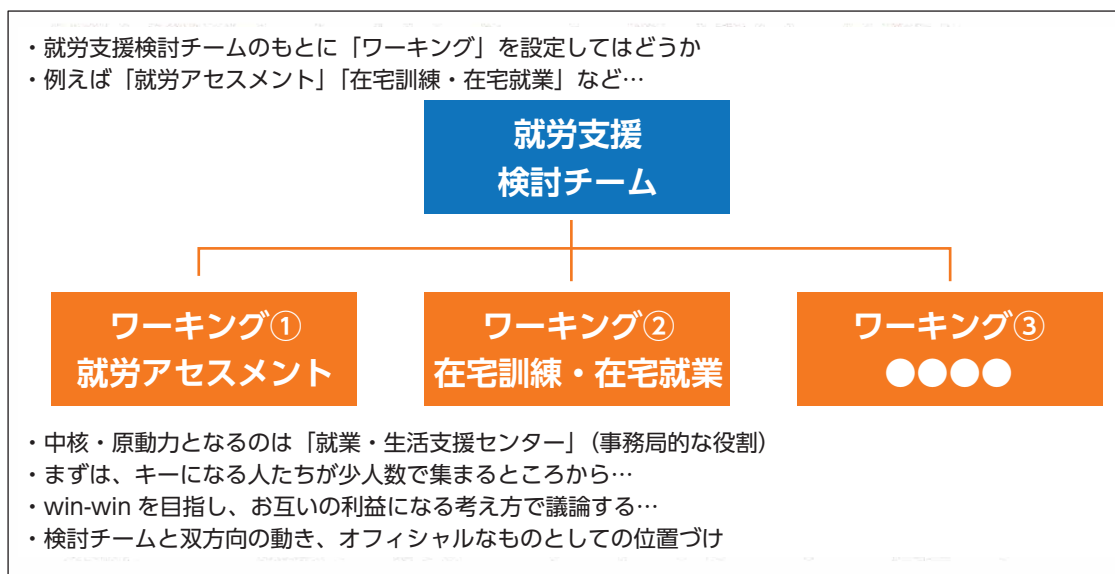 ・就労支援検討チームのもとに「ワーキング」を設定してはどうか
・例えば「就労アセスメント」「在宅訓練・在宅就業」など…
就労支援
検討チーム
ワーキング①
就労アセスメント
ワーキング②
在宅訓練・在宅就業
ワーキング③
●●●●
・中核・原動力となるのは「就業・生活支援センター」（事務局的な役割）
・まずは、キーになる人たちが少人数で集まるところから…
・win-win を目指し、お互いの利益になる考え方で議論する…
・検討チームと双方向の動き、オフィシャルなものとしての位置づけ